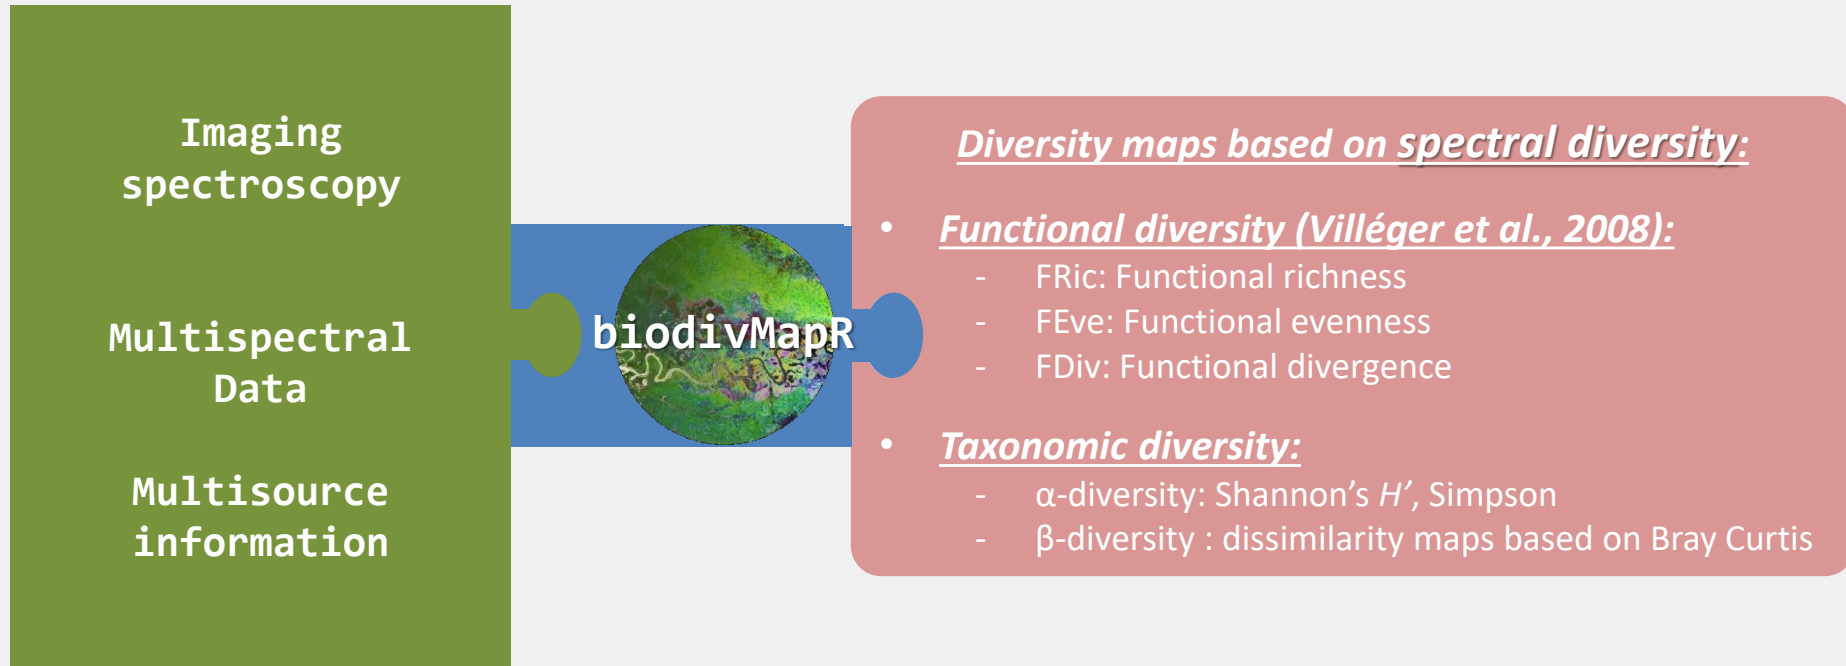 Imaging
spectroscopy
Multispectral
Data
Multisource
information
biodivMapR
Diversity maps based on spectral diversity:
• Functional diversity (Villéger et al., 2008):
- FRic: Functional richness
- FEve: Functional evenness
- FDiv: Functional divergence
• Taxonomic diversity:
- α-diversity: Shannon’s H’, Simpson
- β-diversity : dissimilarity maps based on Bray Curtis